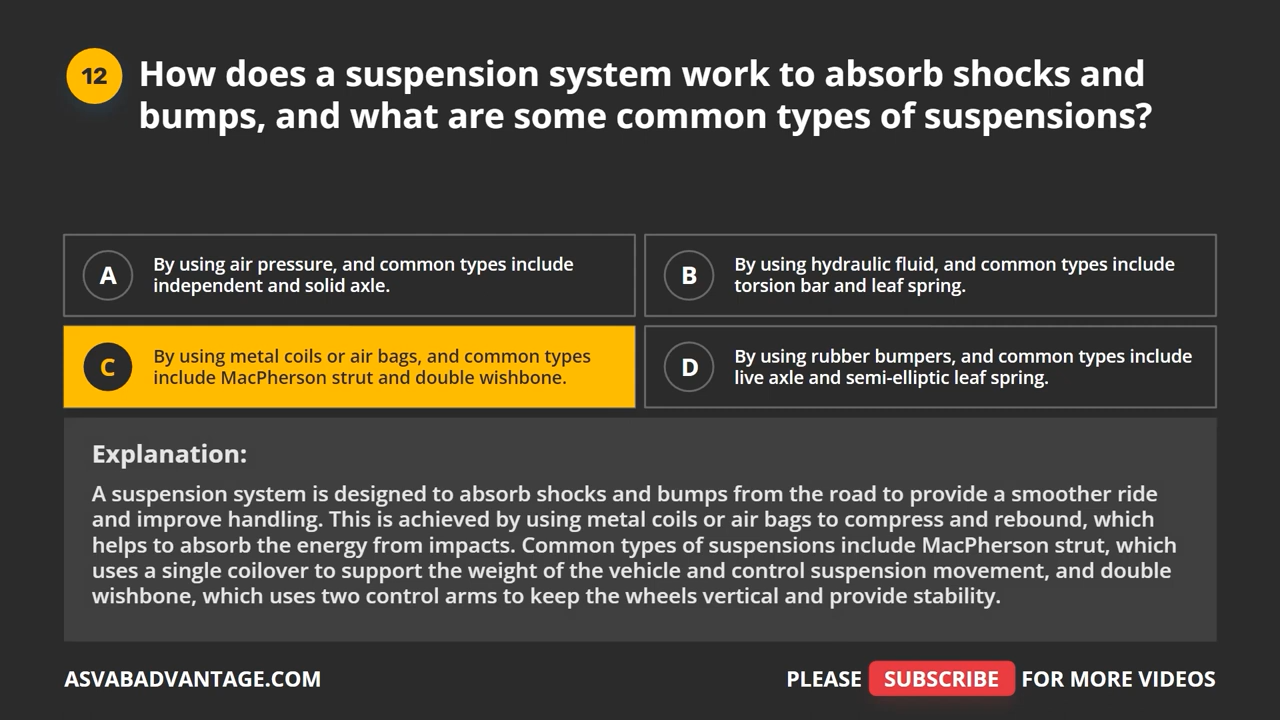 12
How does a suspension system work to absorb shocks and
bumps, and what are some common types of suspensions?
A
By using air pressure, and common types include
independent and solid axle.
B
By using hydraulic fluid, and common types include
torsion bar and leaf spring.
C
By using metal coils or air bags, and common types
include MacPherson strut and double wishbone.
D
By using rubber bumpers, and common types include
live axle and semi-elliptic leaf spring.
Explanation:
A suspension system is designed to absorb shocks and bumps from the road to provide a smoother ride
and improve handling. This is achieved by using metal coils or air bags to compress and rebound, which
helps to absorb the energy from impacts. Common types of suspensions include MacPherson strut, which
uses a single coilover to support the weight of the vehicle and control suspension movement, and double
wishbone, which uses two control arms to keep the wheels vertical and provide stability.
ASVABADVANTAGE.COM
PLEASE SUBSCRIBE FOR MORE VIDEOS